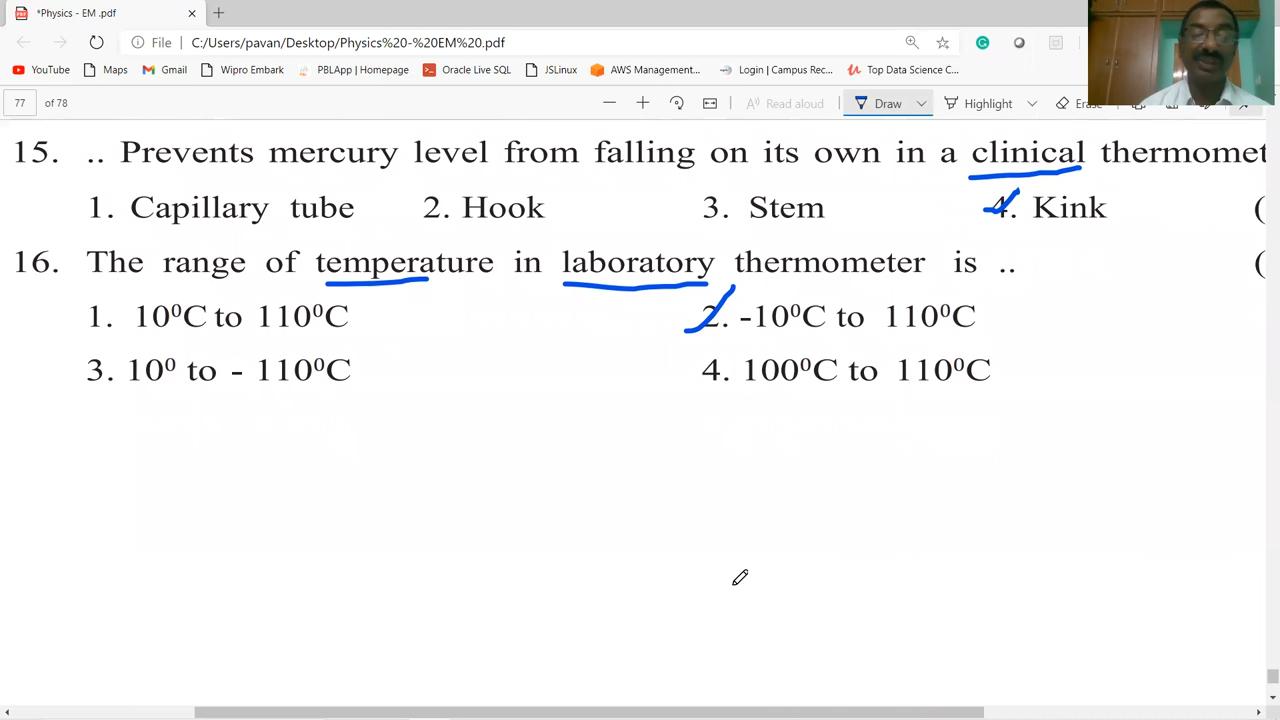 *Physics - EM .pdf
File C:/Users/pavan/Desktop/Physics%20-%20EM%20.pdf
YouTube Maps Gmail Wipro Embark PBLApp | Homepage Oracle Live SQL JSLinux AWS Management... Login | Campus Rec... Top Data Science C...
77 of 78 Read aloud Draw Highlight Erase
15. .. Prevents mercury level from falling on its own in a clinical thermomet
1. Capillary tube 2. Hook 3. Stem 4. Kink (
16. The range of temperature in laboratory thermometer is .. (
1. 10⁰C to 110⁰C 2. -10⁰C to 110⁰C
3. 10⁰ to - 110⁰C 4. 100⁰C to 110⁰C